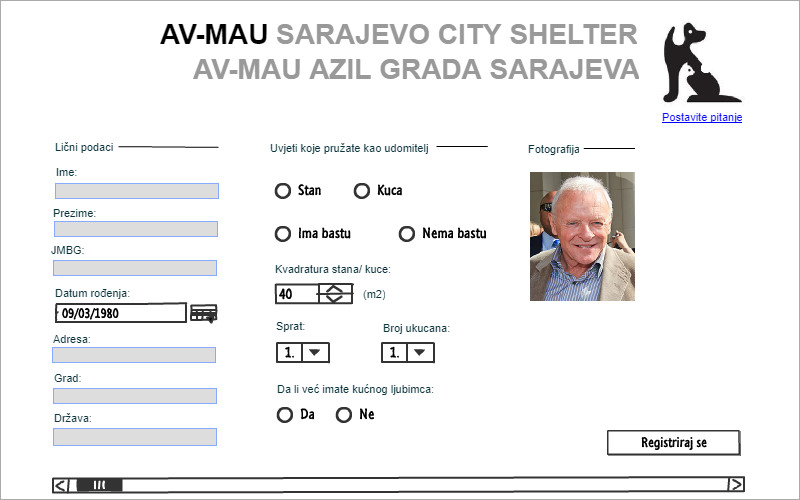 AV-MAU SARAJEVO CITY SHELTER
AV-MAU AZIL GRADA SARAJEVA
Postavite pitanje
Lični podaci
Ime:
Prezime:
JMBG:
Datum rođenja:
09/03/1980
Adresa:
Grad:
Država:
Uvjeti koje pružate kao udomitelj
Stan Kuca
Ima bastu Nema bastu
Kvadratura stana/ kuce:
40 (m2)
Sprat: Broj ukucana:
1. 1.
Da li već imate kućnog ljubimca:
Da Ne
Fotografija
Registriraj se